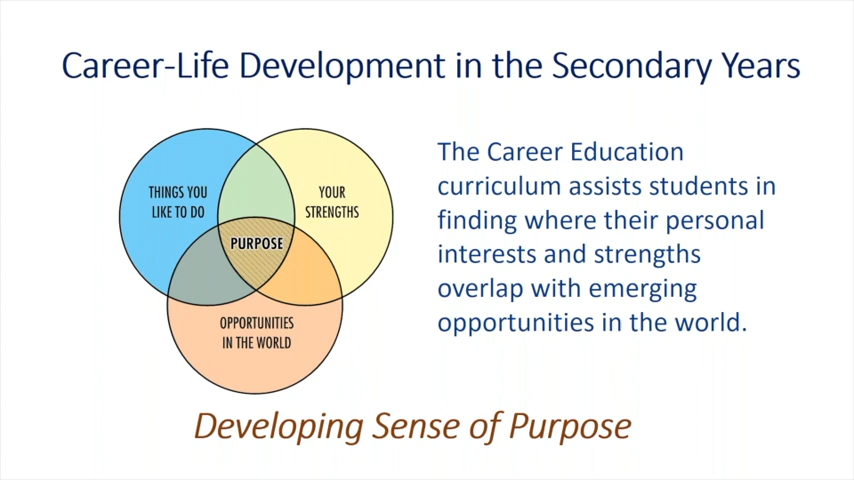 Career-Life Development in the Secondary Years
THINGS YOU
LIKE TO DO
YOUR
STRENGTHS
PURPOSE
OPPORTUNITIES
IN THE WORLD
The Career Education
curriculum assists students in
finding where their personal
interests and strengths
overlap with emerging
opportunities in the world.
Developing Sense of Purpose